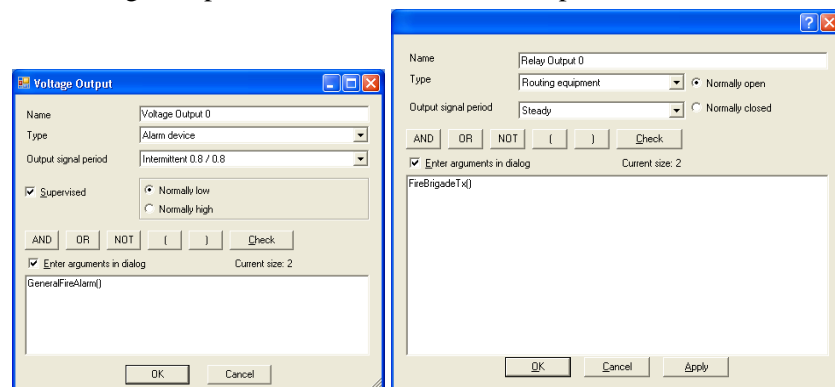 Voltage Output
Name
Voltage Output 0
Type
Alarm device
Output signal period
Intermittent 0.8 / 0.8
Supervised
Normally low
Normally high
AND OR NOT ( ) Check
Enter arguments in dialog
Current size: 2
GeneralFireAlarm()
OK Cancel
Name
Relay Output 0
Type
Routing equipment
Normally open
Output signal period
Steady
Normally closed
AND OR NOT ( ) Check
Enter arguments in dialog
Current size: 2
FireBrigadeTx()
OK Cancel Apply